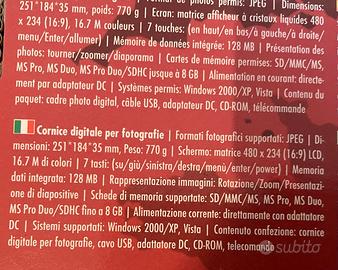 de formato photos permis: JPEG | Dimensions:
251*184*35 mm, poids: 770 g | Ecran: matrice afficheur à cristaux liquides 480
x 234 (16:9), 16.7 M couleurs | 7 touches: (en haut/en bas/à gauche/à droite/
menu/Enter/allumer) | Mémoire de données intégrée: 128 MB | Présentation des
photos: tourner/zoomer/diaporama | Cartes de mémoire permises: SD/MMC/MS,
MS Pro, MS Duo, MS Pro Duo/SDHC jusque à 8 GB | Alimentation en courant: directe-
ment par adaptateur DC | Systèmes permis: Windows 2000/XP, Vista | Contenu du
paquet: cadre photo digital, câble USB, adaptateur DC, CD-ROM, télécommande
Cornice digitale per fotografie | Formati fotografici supportati: JPEG | Di-
mensioni: 251*184*35 mm, Peso: 770 g | Schermo: matrice 480 x 234 (16:9) LCD,
16.7 M di colori | 7 tasti: (su/giù/sinistra/destra/menù/enter/power) | Memoria
dati integrata: 128 MB | Rappresentazione immagini: Rotazione/Zoom/Presentazi-
one di diapositive | Schede di memoria supportate: SD/MMC/MS, MS Pro, MS Duo,
MS Pro Duo/SDHC fino a 8 GB | Alimentazione corrente: direttamente con adattatore
DC | Sistemi supportati: Windows 2000/XP, Vista | Contenuto confezione: cornice
digitale per fotografie, cavo USB, adattatore DC, CD-ROM, telecomando
subito